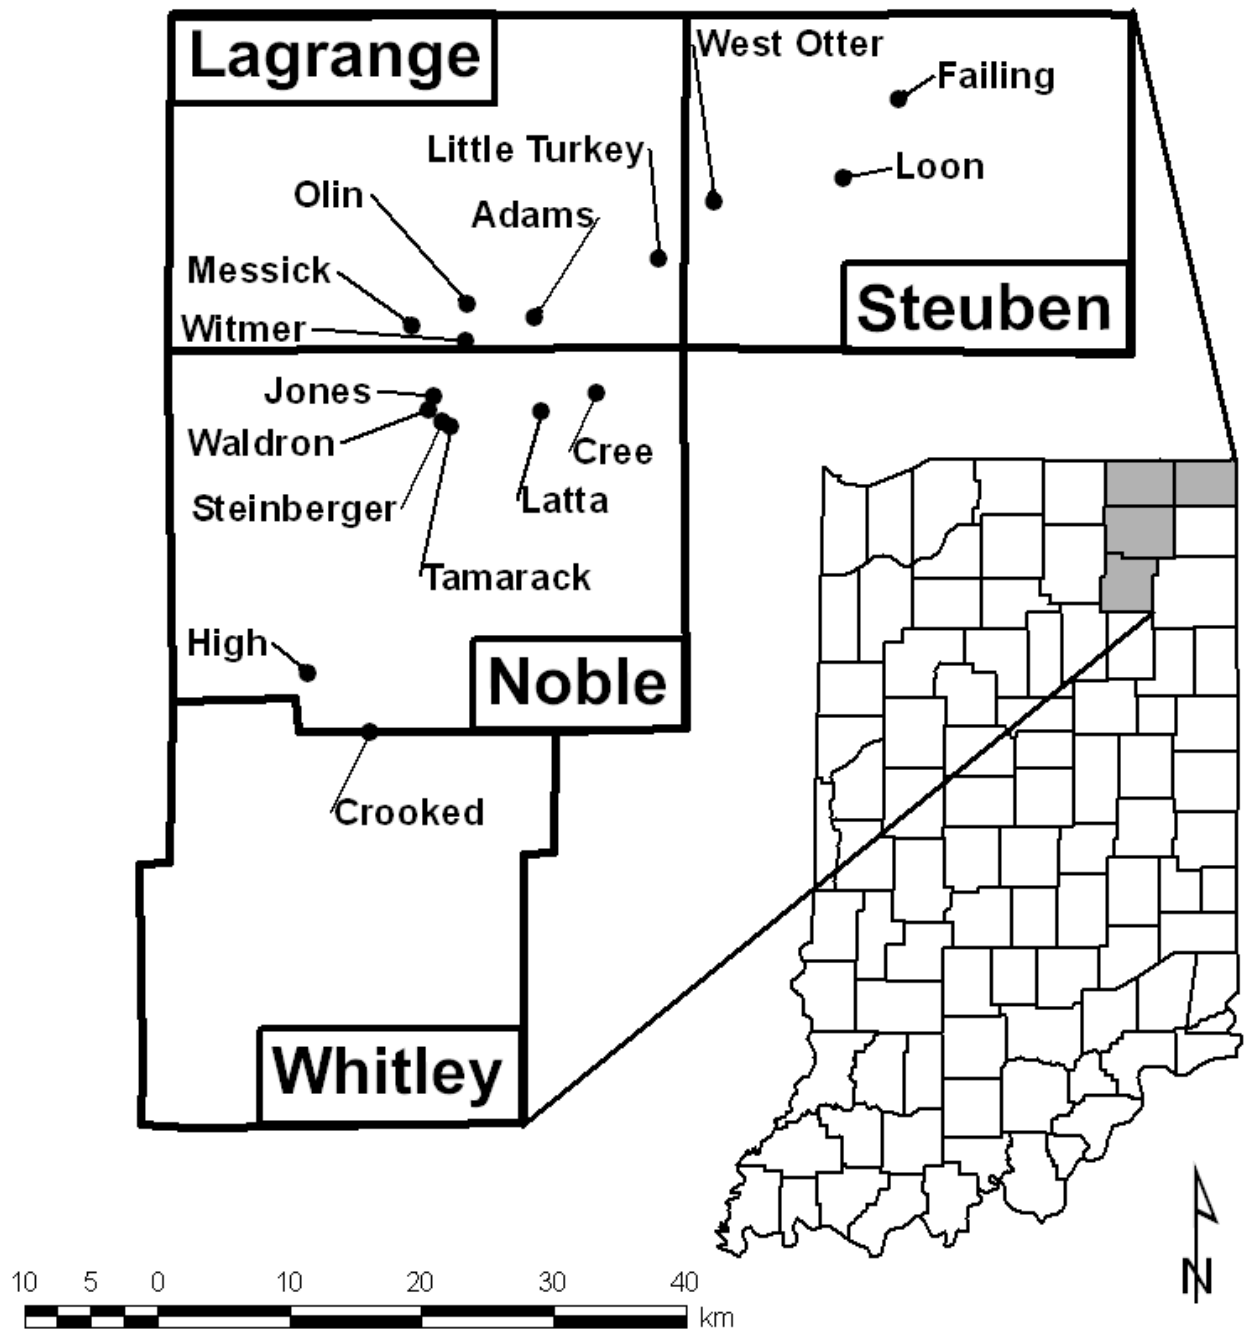 Lagrange
West Otter
Failing
Little Turkey
Loon
Olin
Adams
Messick
Witmer
Steuben
Jones
Waldron
Cree
Steinberger
Latta
Tamarack
High
Noble
Crooked
Whitley
N
10 5 0 10 20 30 40
km